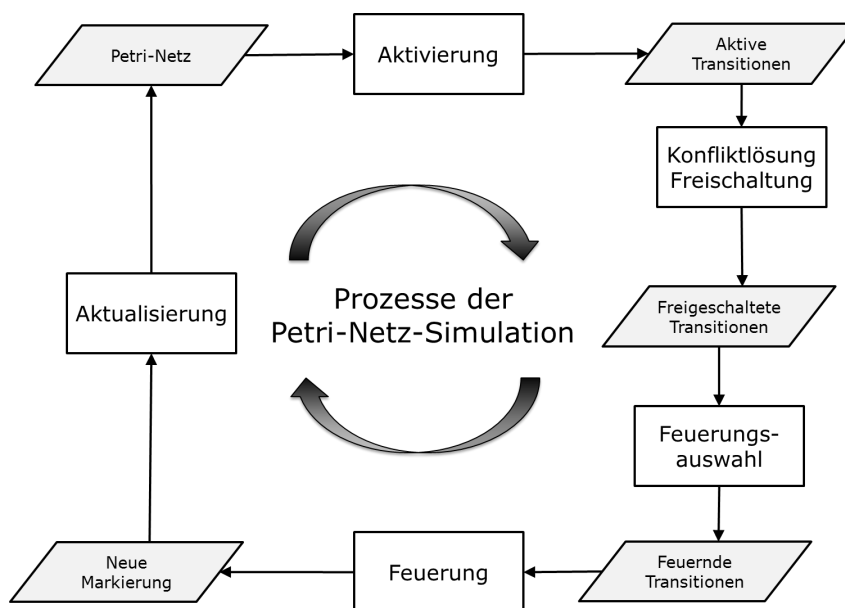 Petri-Netz
Aktivierung
Aktive
Transitionen
Konfliktlösung
Freischaltung
Freigeschaltete
Transitionen
Feuerungs-
auswahl
Feuernde
Transitionen
Feuerung
Neue
Markierung
Aktualisierung
Prozesse der
Petri-Netz-Simulation